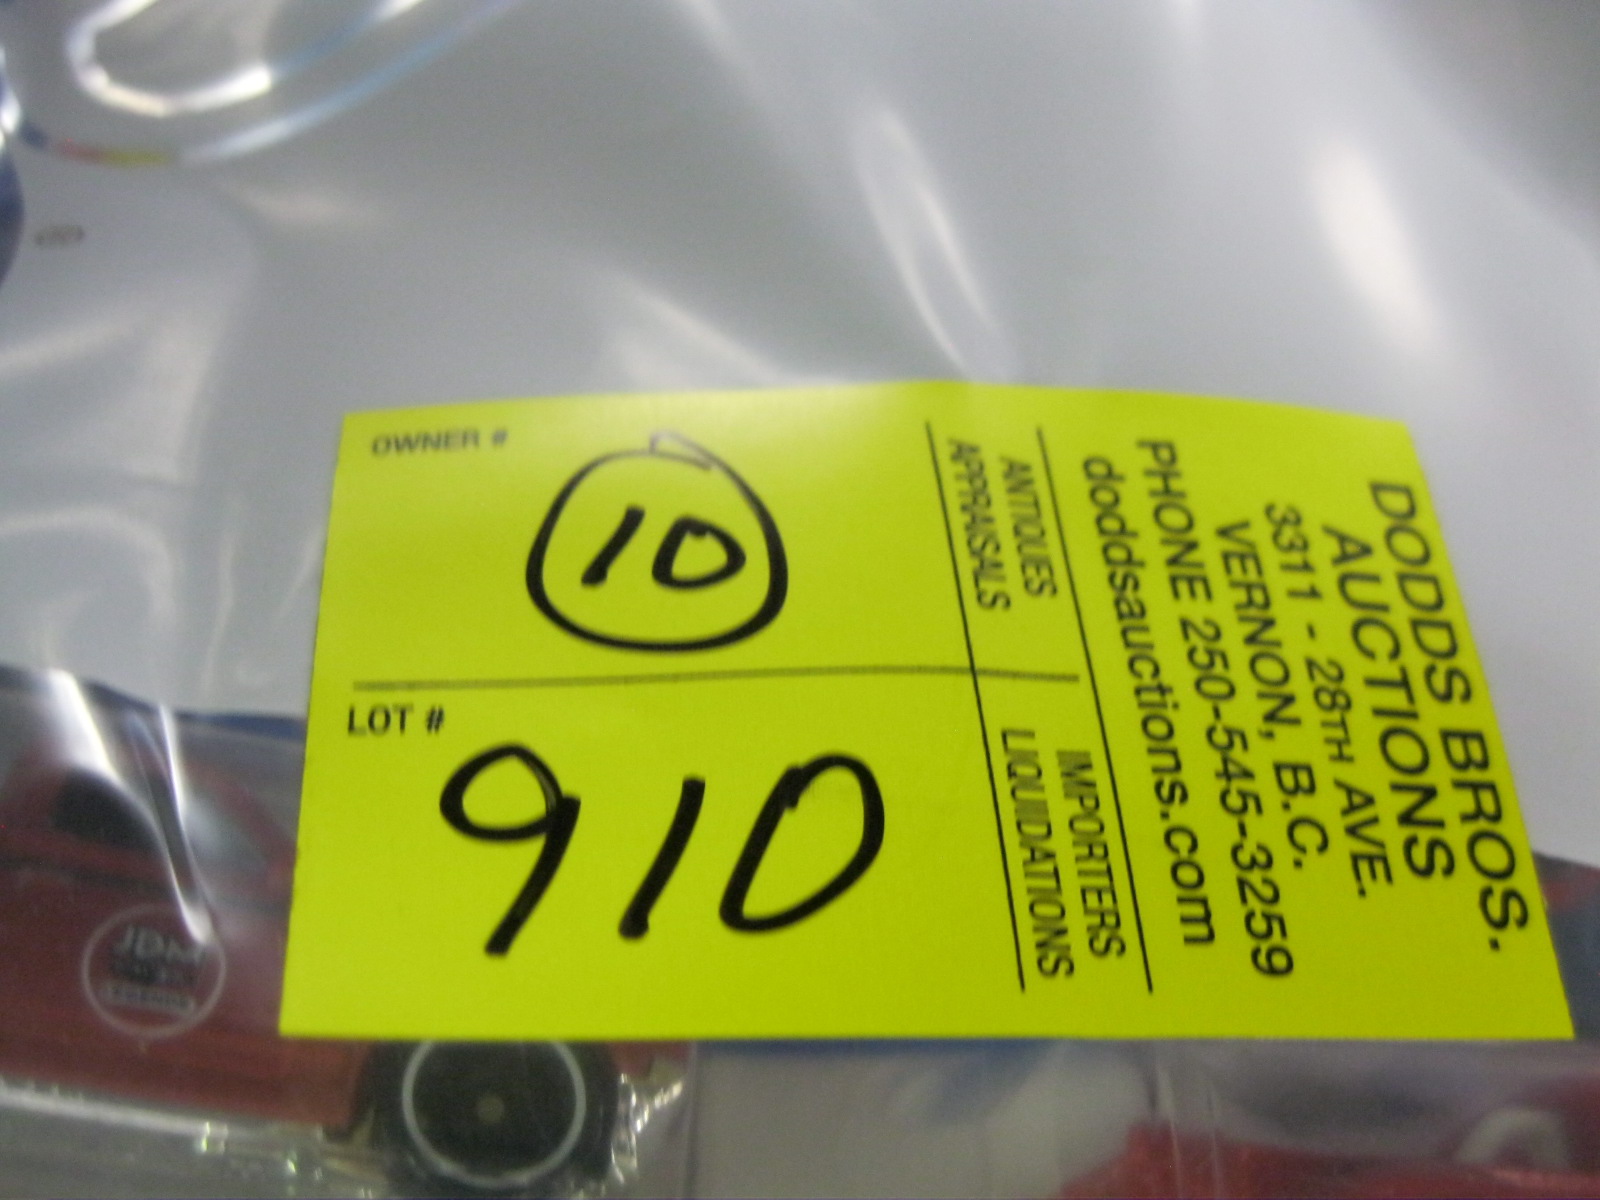 OWNER #
10
LOT #
910
ANTIQUES
APPRAISALS
IMPORTERS
LIQUIDATIONS
DODDS BROS.
AUCTIONS
3311 - 28TH AVE.
VERNON, B.C.
PHONE 250-545-3259
doddsauctions.com
JDM
LEGENDS